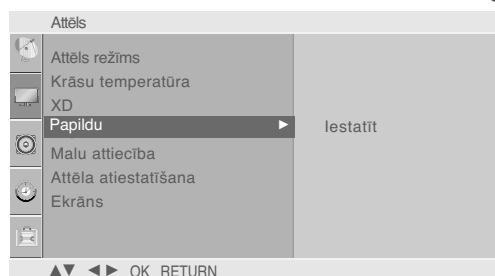 Attēls
Attēls režīms
Krāsu temperatūra
XD
Papildu ►
Iestatīt
Malu attiecība
Attēla atiestatīšana
Ekrāns
▲▼ ◄► OK RETURN